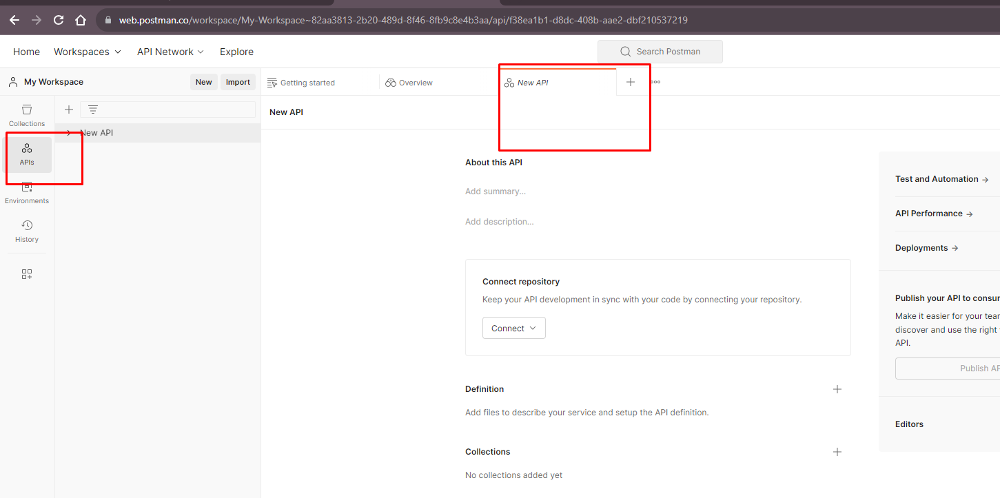 web.postman.co/workspace/My-Workspace~82aa3813-2b20-489d-8f46-8fb9c8e4b3aa/api/f38ea1b1-d8dc-408b-aae2-dbf210537219
Home Workspaces API Network Explore Search Postman
My Workspace New Import
Getting started Overview New API
Collections
APIs
Environments
History
New API
New API
About this API
Add summary...
Add description...
Connect repository
Keep your API development in sync with your code by connecting your repository.
Connect
Definition
Add files to describe your service and setup the API definition.
Collections
No collections added yet
Test and Automation →
API Performance →
Deployments →
Publish your API to consu
Make it easier for your tea
discover and use the right
API.
Publish AP
Editors